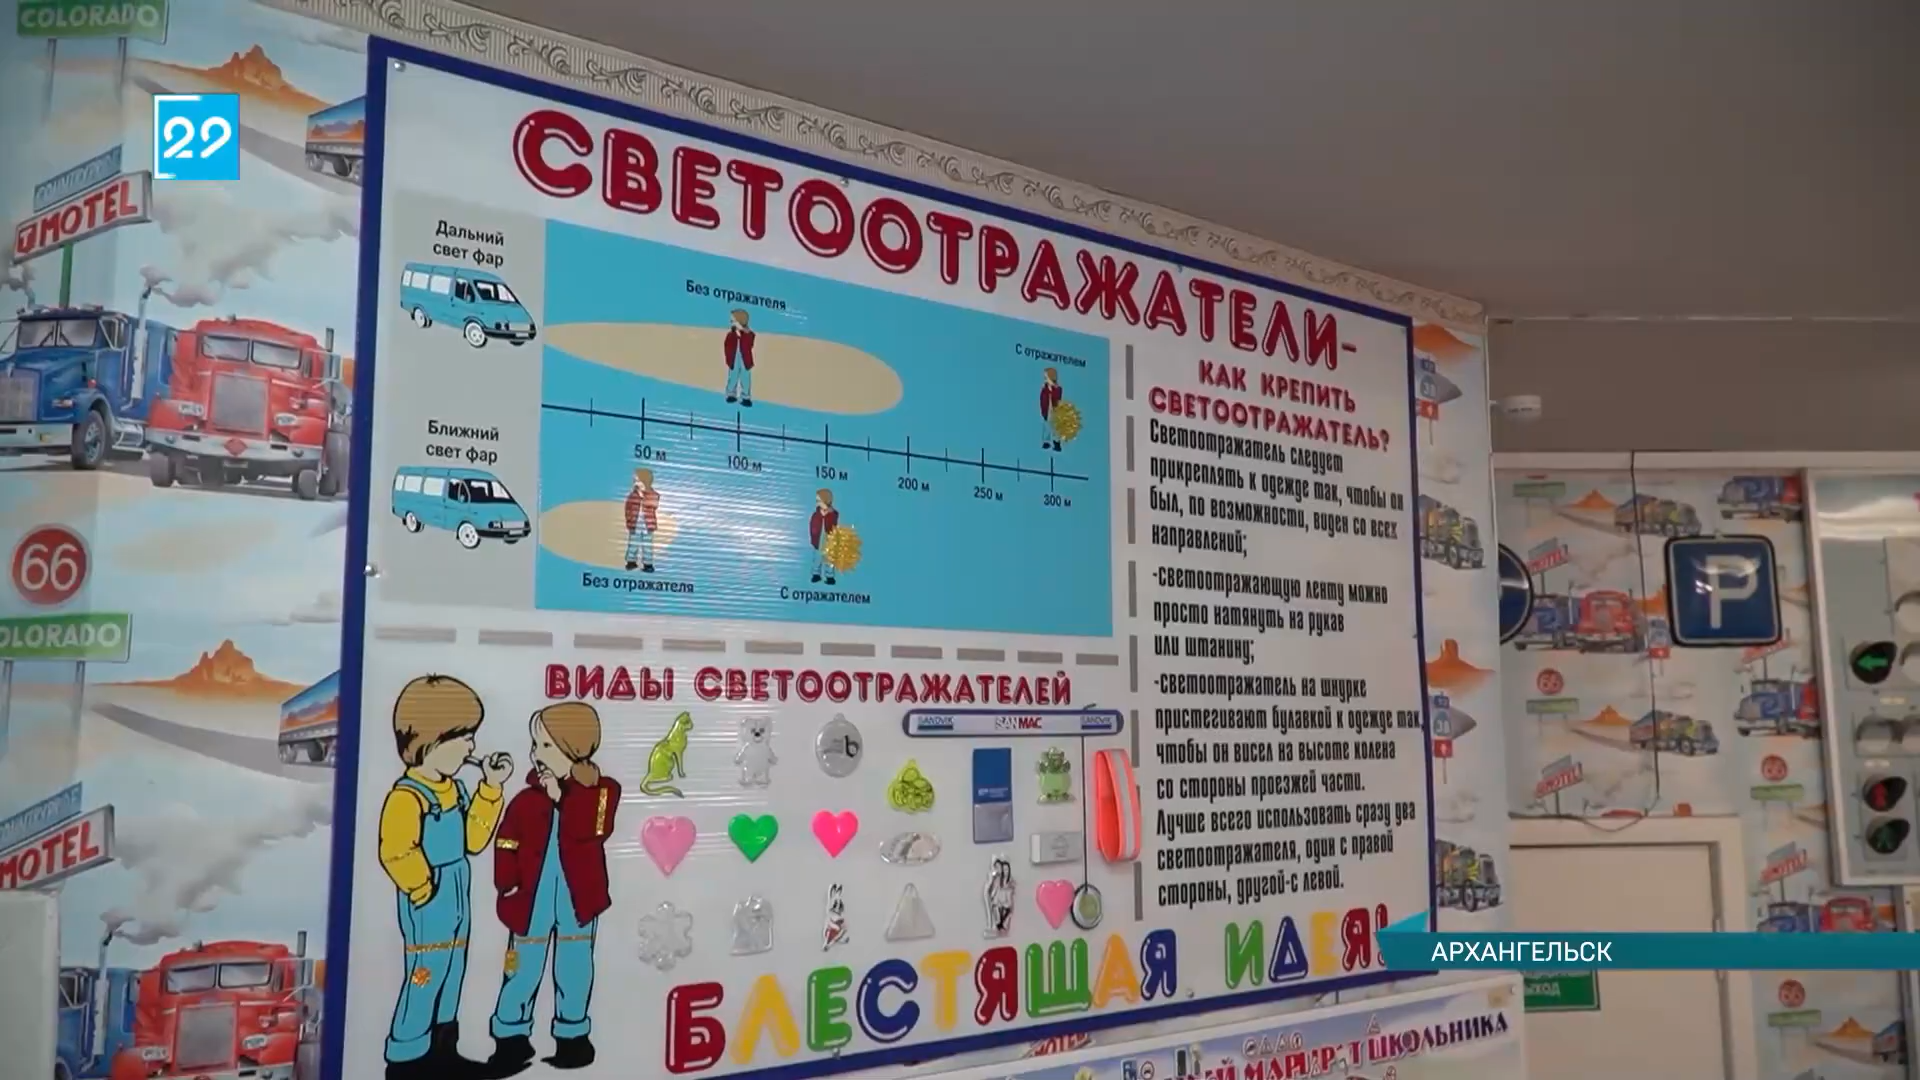 COLORADO
29
COUNTRYSIDE
MOTEL
66
COLORADO
MOTEL
СВЕТООТРАЖАТЕЛИ-
Дальний
свет фар
Без отражателя
С отражателем
50 м
100 м
150 м
200 м
250 м
300 м
Ближний
свет фар
Без отражателя
С отражателем
КАК КРЕПИТЬ
СВЕТООТРАЖАТЕЛЬ?
Светоотражатель следует
прикреплять к одежде так, чтобы он
был, по возможности, виден со всех
направлений;
-светоотражающую ленту можно
просто натянуть на рукав
или штанину;
-светоотражатель на шнурке
пристегивают булавкой к одежде так,
чтобы он висел на высоте колена
со стороны проезжей части.
Лучше всего использовать сразу два
светоотражателя, один с правой
стороны, другой-с левой.
ВИДЫ СВЕТООТРАЖАТЕЛЕЙ
SANDVIK
SANMAC
SANDVIK
БЛЕСТЯЩАЯ ИДЕЯ!
P
АРХАНГЕЛЬСК
ШКОЛЬНИКА